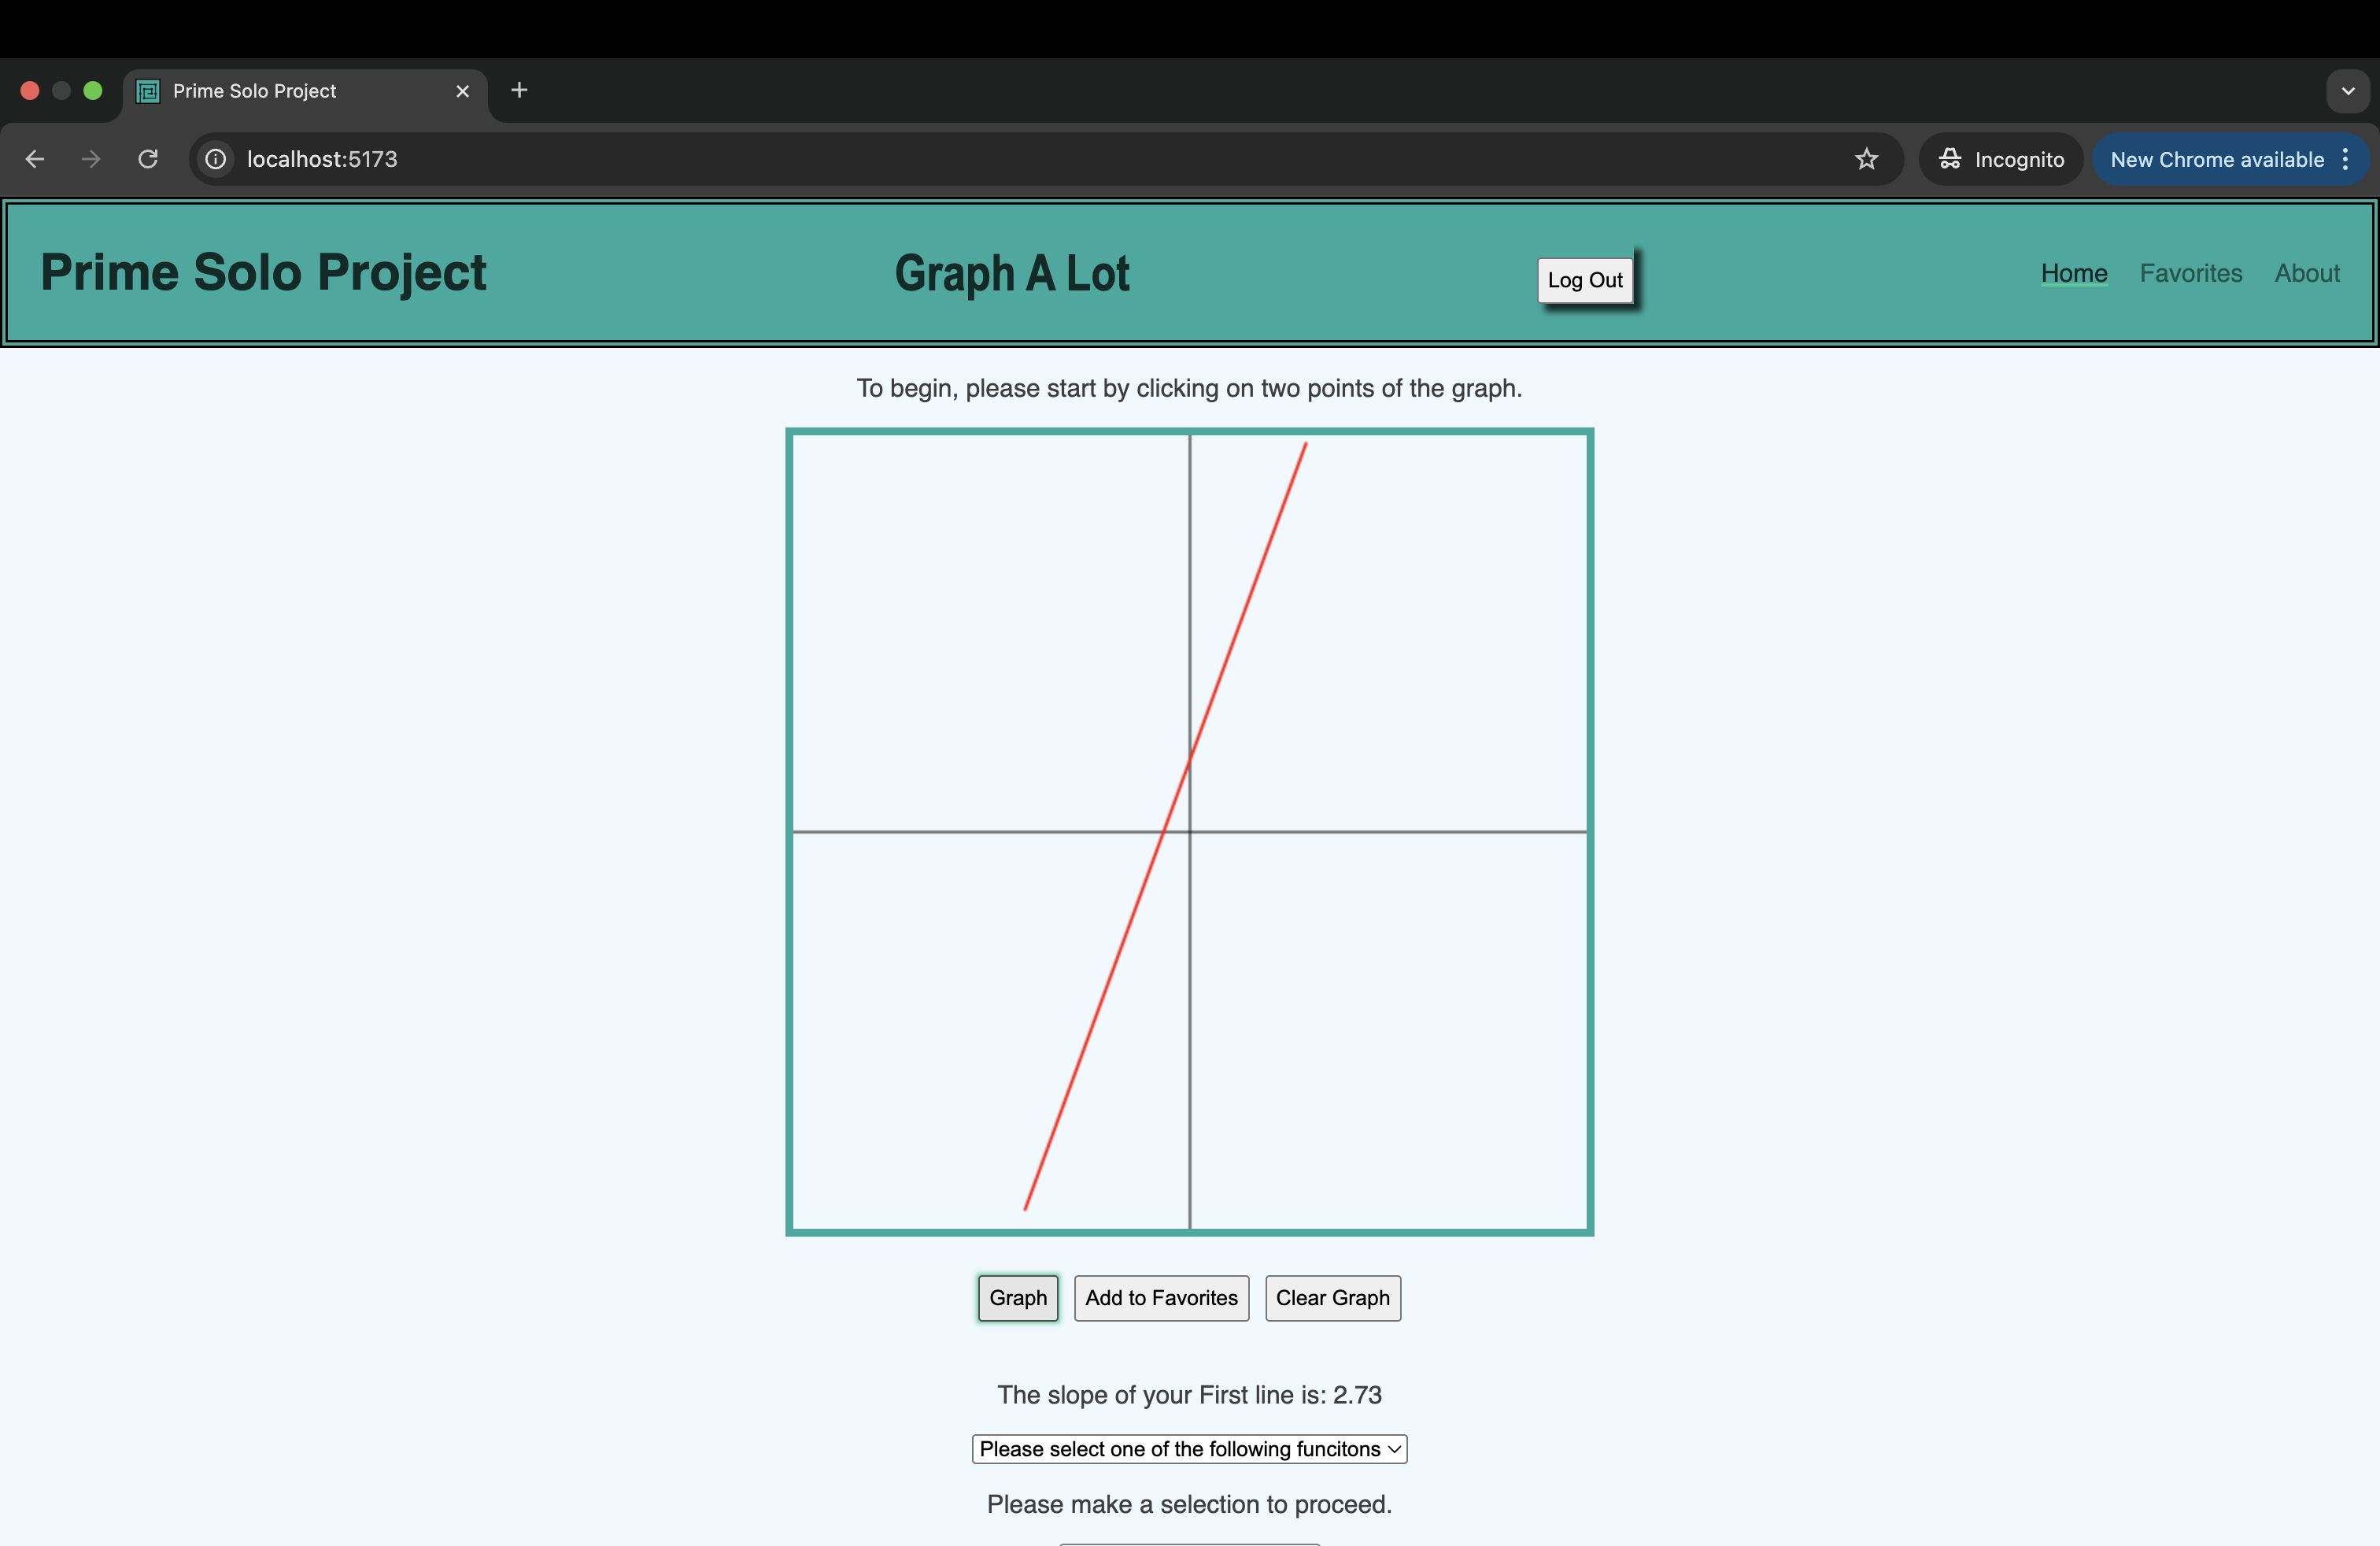 Prime Solo Project
localhost:5173
Incognito
New Chrome available
Prime Solo Project
Graph A Lot
Log Out
Home Favorites About
To begin, please start by clicking on two points of the graph.
Graph
Add to Favorites
Clear Graph
The slope of your First line is: 2.73
Please select one of the following funcitons
Please make a selection to proceed.